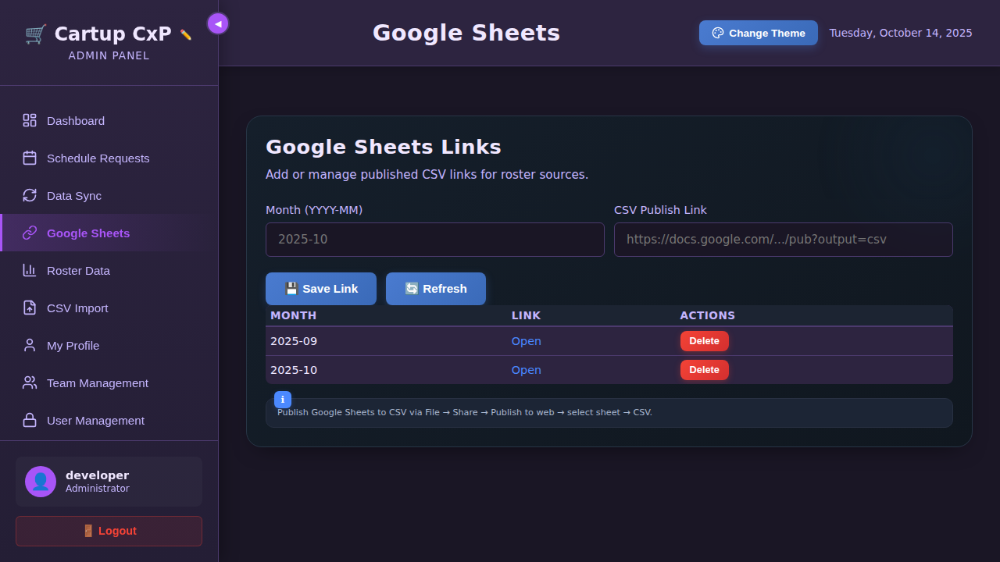 🛒 Cartup CxP ✏️
ADMIN PANEL
◀
Google Sheets
Change Theme
Tuesday, October 14, 2025
Dashboard
Schedule Requests
Data Sync
Google Sheets
Roster Data
CSV Import
My Profile
Team Management
User Management
developer
Administrator
🚪 Logout
Google Sheets Links
Add or manage published CSV links for roster sources.
Month (YYYY-MM)
CSV Publish Link
2025-10
https://docs.google.com/.../pub?output=csv
💾 Save Link
🔄 Refresh
MONTH LINK ACTIONS
2025-09 Open Delete
2025-10 Open Delete
i
Publish Google Sheets to CSV via File → Share → Publish to web → select sheet → CSV.